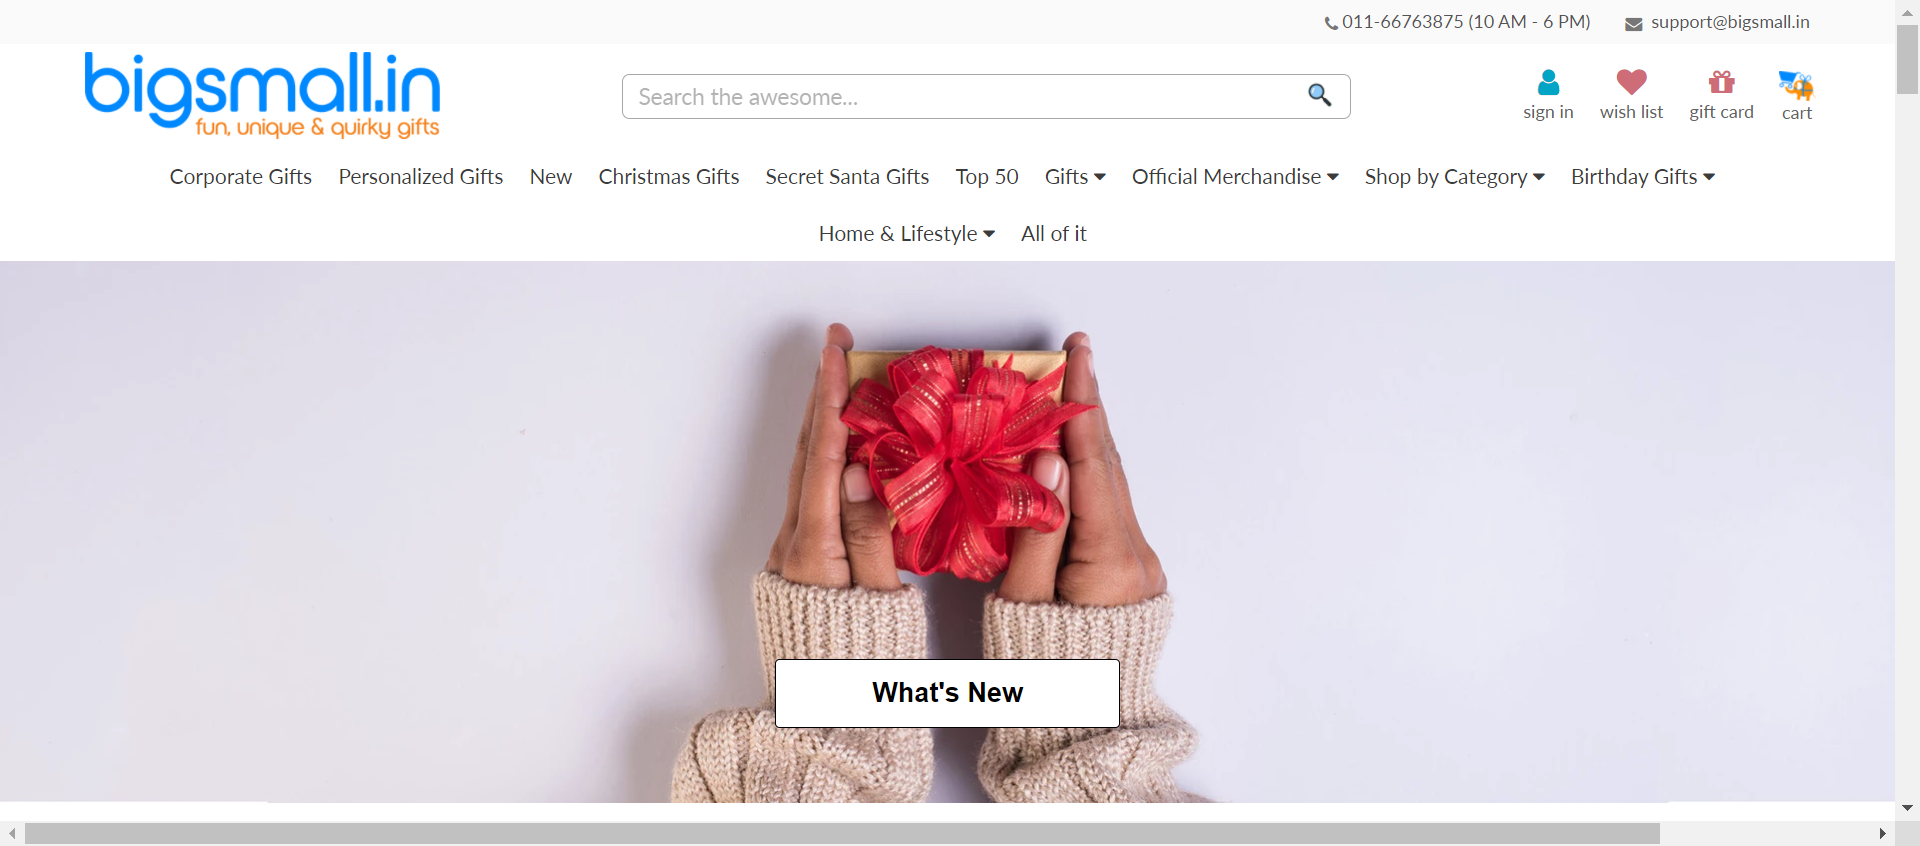 011-66763875 (10 AM - 6 PM) support@bigsmall.in
bigsmall.in
fun, unique & quirky gifts
Search the awesome...
sign in wish list gift card cart
Corporate Gifts Personalized Gifts New Christmas Gifts Secret Santa Gifts Top 50 Gifts Official Merchandise Shop by Category Birthday Gifts
Home & Lifestyle All of it
What's New